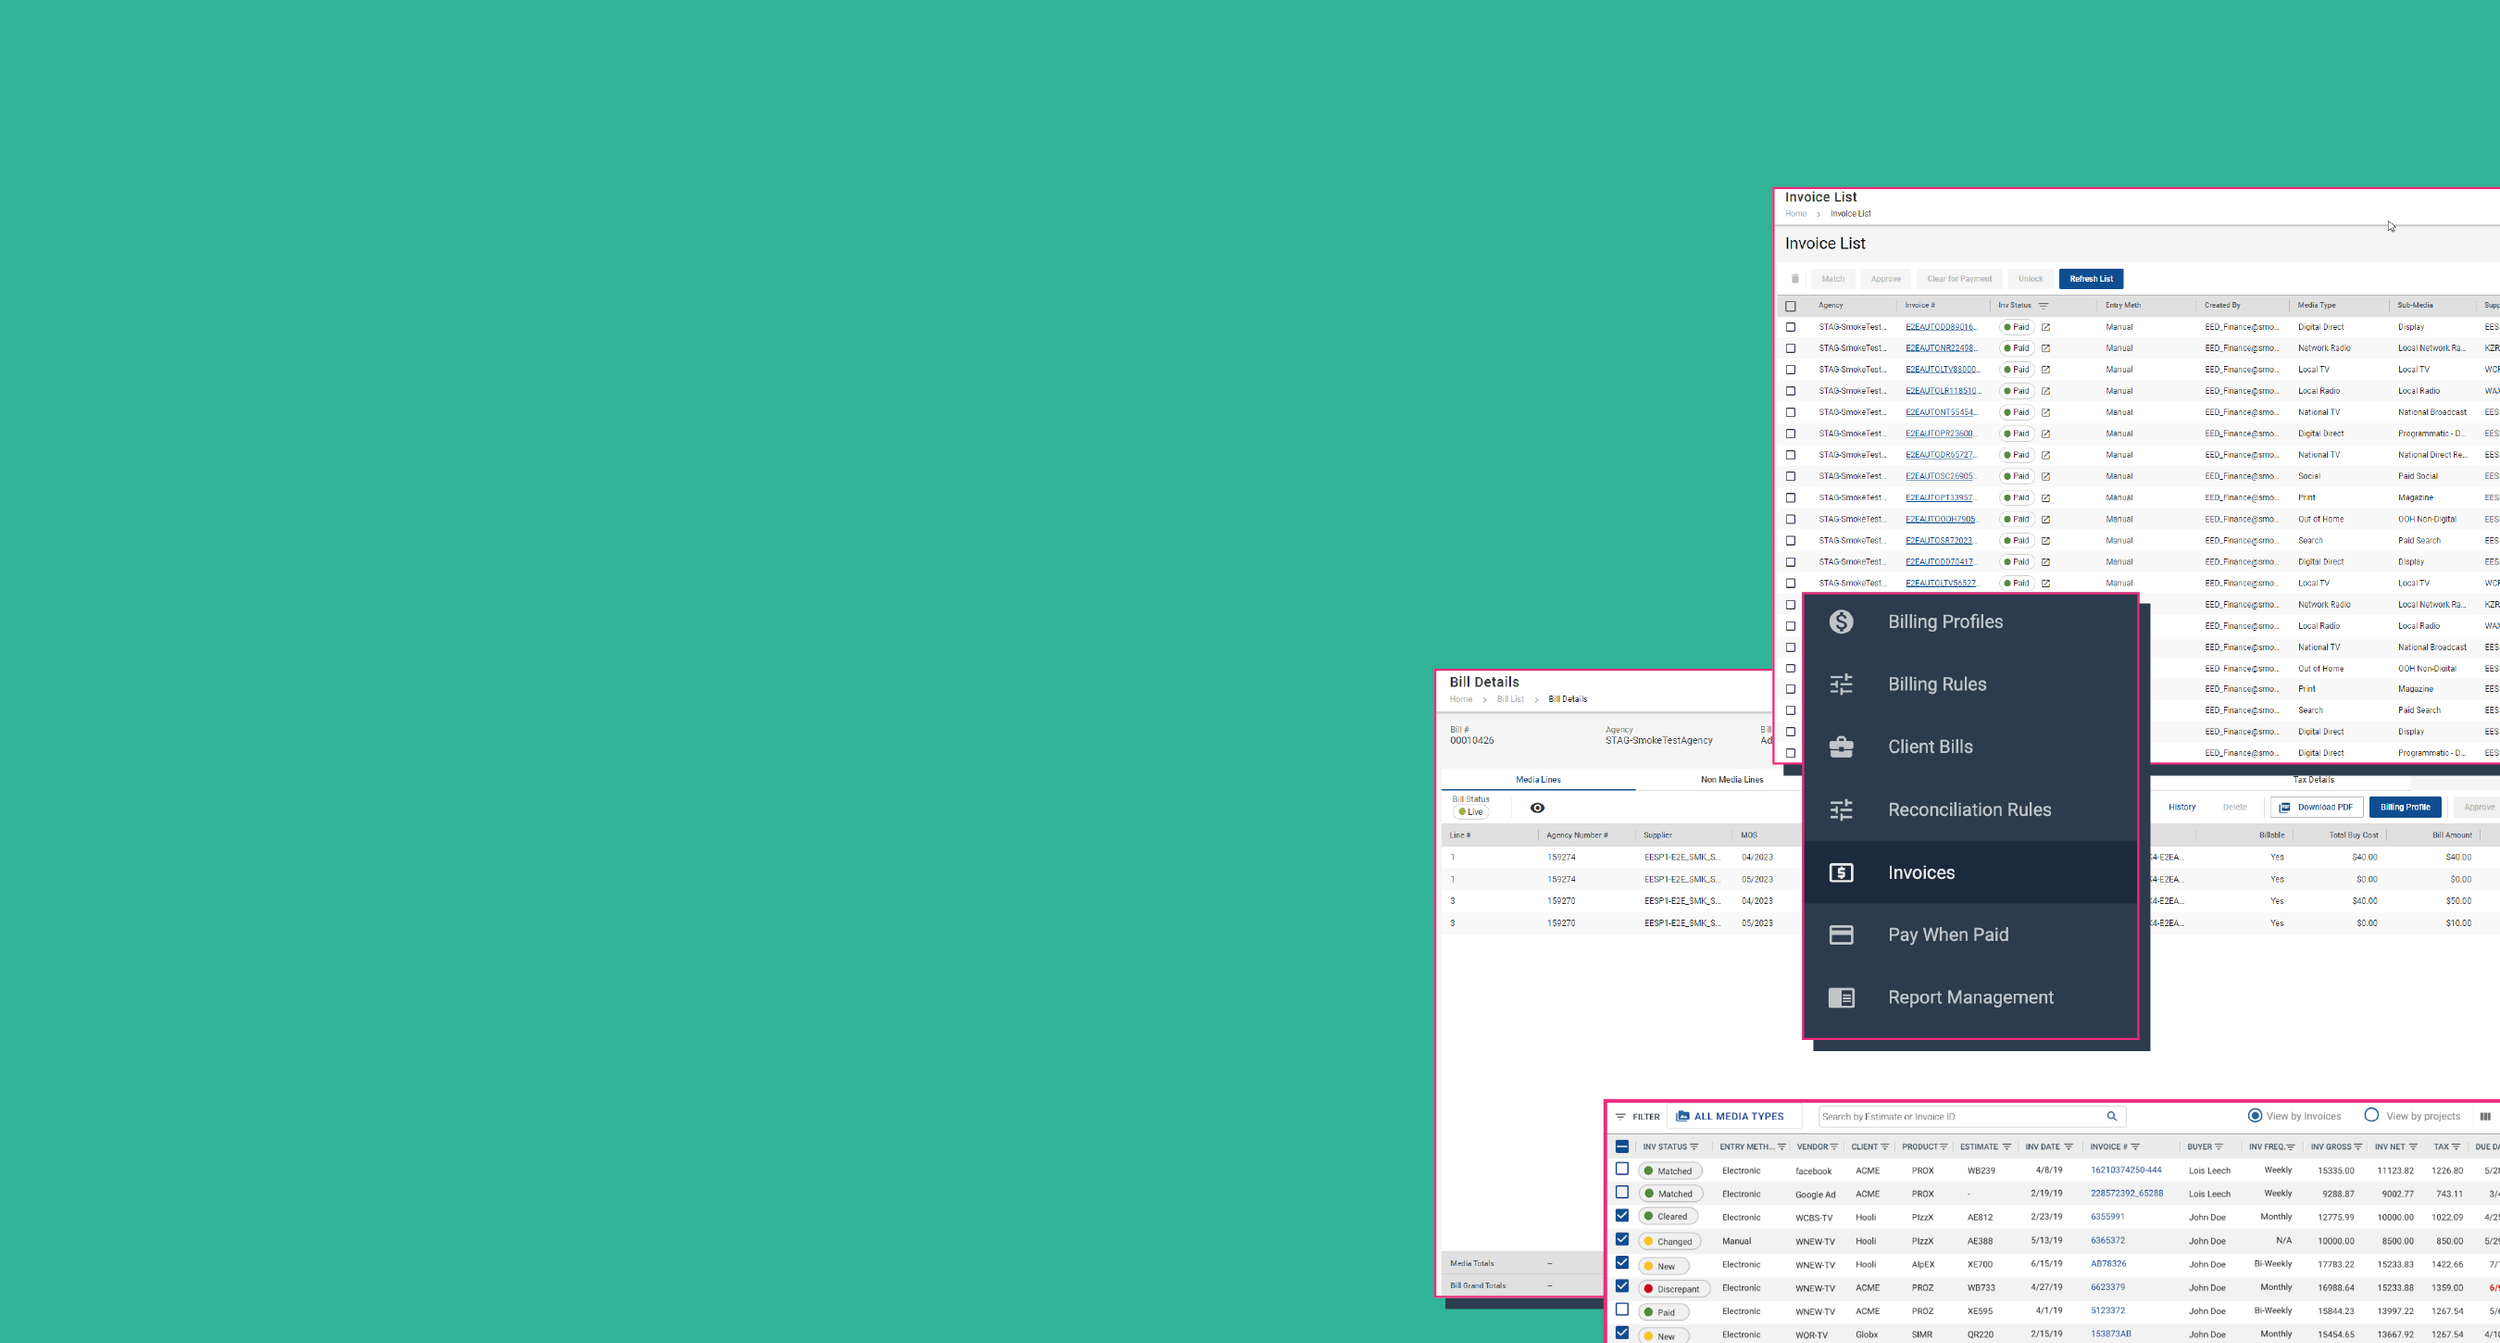 Invoice List
Home > Invoice List
Invoice List
Match Approve Clear for Payment Unlock Refresh List
Agency Invoice # Inv Status Entry Meth Created By Media Type Sub-Media Supp
STAG-SmokeTest... E2EAUTODD89016... Paid Manual EED_Finance@smo... Digital Direct Display EES
STAG-SmokeTest... E2EAUTONR22498... Paid Manual EED_Finance@smo... Network Radio Local Network Ra... KZR
STAG-SmokeTest... E2EAUTOLTV88000... Paid Manual EED_Finance@smo... Local TV Local TV WCF
STAG-SmokeTest... E2EAUTOLR118510... Paid Manual EED_Finance@smo... Local Radio Local Radio WAX
STAG-SmokeTest... E2EAUTONT55454... Paid Manual EED_Finance@smo... National TV National Broadcast EES
STAG-SmokeTest... E2EAUTOPR23600... Paid Manual EED_Finance@smo... Digital Direct Programmatic - D... EES
STAG-SmokeTest... E2EAUTODR65727... Paid Manual EED_Finance@smo... National TV National Direct Re... EES
STAG-SmokeTest... E2EAUTOSC26905... Paid Manual EED_Finance@smo... Social Paid Social EES
STAG-SmokeTest... E2EAUTOPT33957... Paid Manual EED_Finance@smo... Print Magazine EES
STAG-SmokeTest... E2EAUTOODH7905... Paid Manual EED_Finance@smo... Out of Home OOH Non-Digital EES
STAG-SmokeTest... E2EAUTOSR72023... Paid Manual EED_Finance@smo... Search Paid Search EES
STAG-SmokeTest... E2EAUTODD70417... Paid Manual EED_Finance@smo... Digital Direct Display EES
STAG-SmokeTest... E2EAUTOLTV56527... Paid Manual EED_Finance@smo... Local TV Local TV WCF
EED_Finance@smo... Network Radio Local Network Ra... KZR
EED_Finance@smo... Local Radio Local Radio WAX
EED_Finance@smo... National TV National Broadcast EES
EED_Finance@smo... Out of Home OOH Non-Digital EES
EED_Finance@smo... Print Magazine EES
EED_Finance@smo... Search Paid Search EES
EED_Finance@smo... Digital Direct Display EES
EED_Finance@smo... Digital Direct Programmatic - D... EES
Billing Profiles
Billing Rules
Client Bills
Reconciliation Rules
Invoices
Pay When Paid
Report Management
Bill Details
Home > Bill List > Bill Details
Bill # Agency Bill
00010426 STAG-SmokeTestAgency Ad
Media Lines Non Media Lines Tax Details
Bill Status
Live History Delete Download PDF Billing Profile Approve
Line # Agency Number # Supplier MOS Billable Total Buy Cost Bill Amount
1 159274 EESP1-E2E_SMK_S... 04/2023 4-E2EA... Yes $40.00 $40.00
1 159274 EESP1-E2E_SMK_S... 05/2023 4-E2EA... Yes $0.00 $0.00
3 159270 EESP1-E2E_SMK_S... 04/2023 4-E2EA... Yes $40.00 $50.00
3 159270 EESP1-E2E_SMK_S... 05/2023 4-E2EA... Yes $0.00 $10.00
Media Totals --
Bill Grand Totals --
FILTER ALL MEDIA TYPES Search by Estimate or Invoice ID View by Invoices View by projects
INV STATUS ENTRY METH... VENDOR CLIENT PRODUCT ESTIMATE INV DATE INVOICE # BUYER INV FREQ. INV GROSS INV NET TAX DUE DA
Matched Electronic facebook ACME PROX WB239 4/8/19 16210374250-444 Lois Leech Weekly 15335.00 11123.82 1226.80 5/28
Matched Electronic Google Ad ACME PROX - 2/19/19 228572392_65288 Lois Leech Weekly 9288.87 9002.77 743.11 3/4
Cleared Electronic WCBS-TV Hooli PIzzX AE812 2/23/19 6355991 John Doe Monthly 12775.99 10000.00 1022.09 4/25
Changed Manual WNEW-TV Hooli PIzzX AE388 5/13/19 6365372 John Doe N/A 10000.00 8500.00 850.00 5/29
New Electronic WNEW-TV Hooli AlpEX XE700 6/15/19 AB78326 John Doe Bi-Weekly 17783.22 15233.83 1422.66 7/
Discrepant Electronic WNEW-TV ACME PROZ WB733 4/27/19 6623379 John Doe Monthly 16988.64 15233.88 1359.00 6/
Paid Electronic WNEW-TV ACME PROZ XE595 4/1/19 5123372 John Doe Bi-Weekly 15844.23 13997.22 1267.54 5/
New Electronic WOR-TV Globx SIMR QR220 2/15/19 153873AB John Doe Monthly 15454.65 13667.92 1267.54 4/1